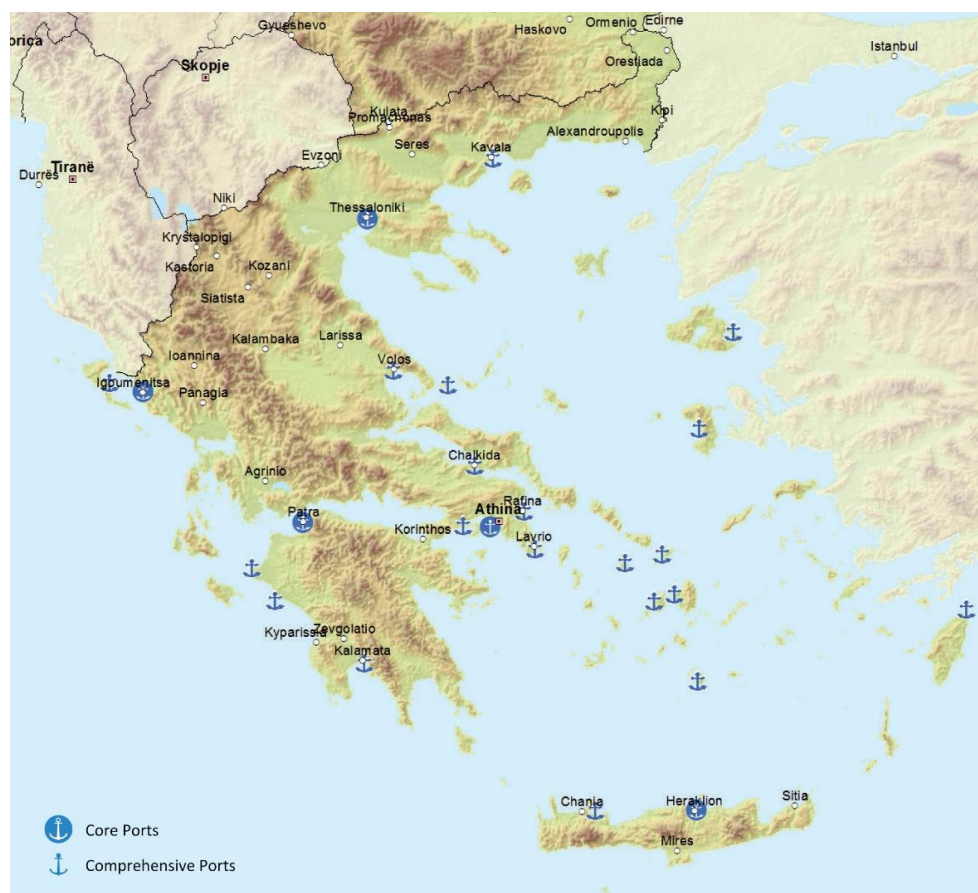 Gyueshevo
Haskovo
Ormenio
Edirne
orica
Istanbul
Skopje
Orestiada
Kulata
Promachonas
Kipi
Alexandroupolis
Evzoni
Seres
Kavala
Tiranë
Durrës
Niki
Thessaloniki
Krystalopigi
Kastoria
Kozani
Siatista
Kalambaka
Larissa
Ioannina
Volos
Igoumenitsa
Panagia
Chalkida
Agrinio
Rafina
Athina
Patra
Korinthos
Lavrio
Zevgolatio
Kyparissia
Kalamata
Chania
Heraklion
Sitia
Mires
Core Ports
Comprehensive Ports